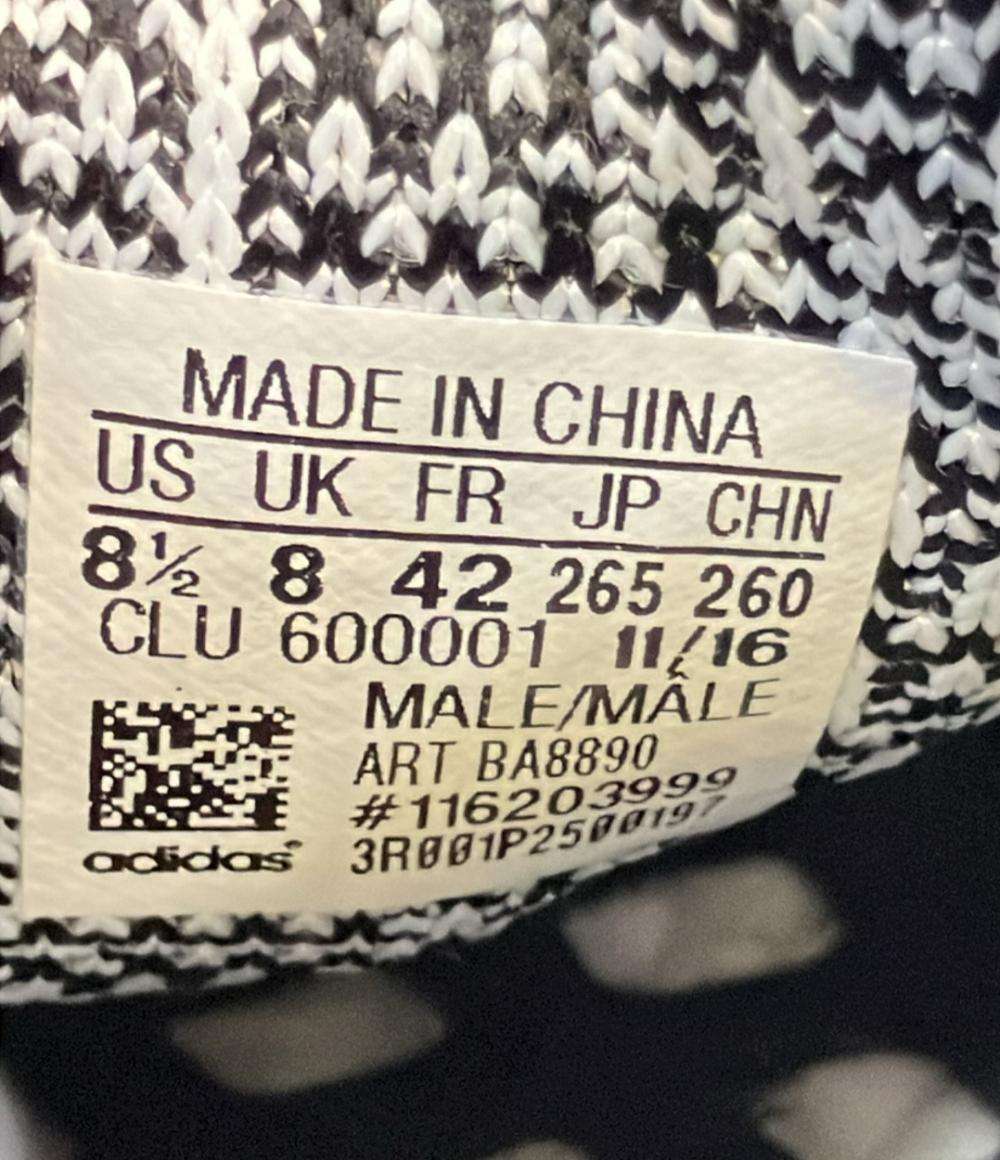 MADE IN CHINA
US UK FR JP CHN
8½ 8 42 265 260
CLU 600001 11/16
MALE/MÂLE
ART BA8890
#116203999
3R001P2500197
adidas